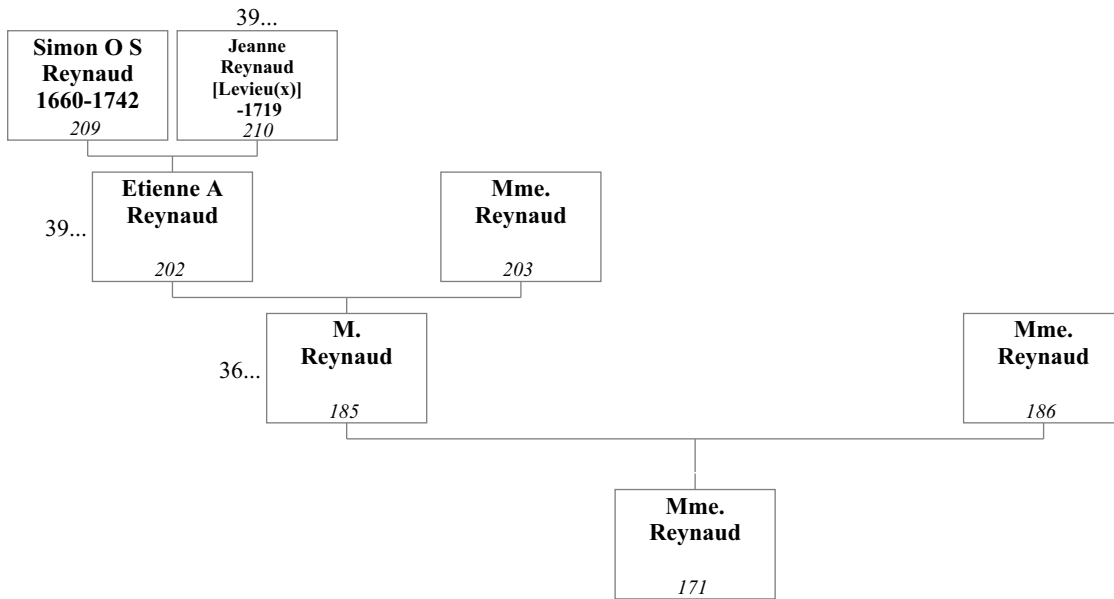 39...
Simon O S
Reynaud
1660-1742
209
Jeanne
Reynaud
[Levieu(x)]
-1719
210
39...
Etienne A
Reynaud
202
Mme.
Reynaud
203
36...
M.
Reynaud
185
Mme.
Reynaud
186
Mme.
Reynaud
171